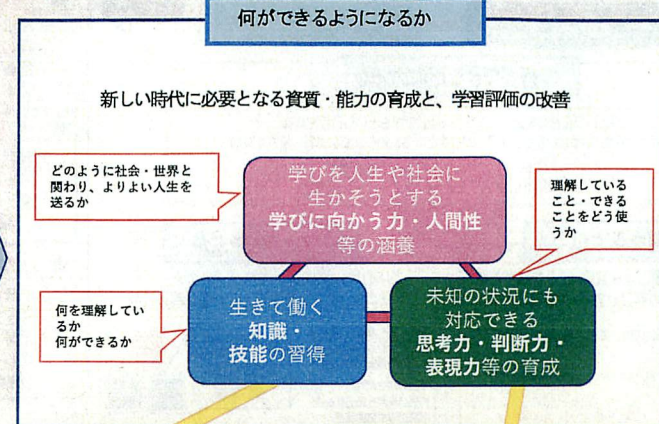 何ができるようになるか
新しい時代に必要となる資質・能力の育成と、学習評価の改善
どのように社会・世界と
関わり、よりよい人生を
送るか
学びを人生や社会に
生かそうとする
学びに向かう力・人間性
等の涵養
理解している
こと・できる
ことをどう使
うか
何を理解してい
るか
何ができるか
生きて働く
知識・
技能の習得
未知の状況にも
対応できる
思考力・判断力・
表現力等の育成